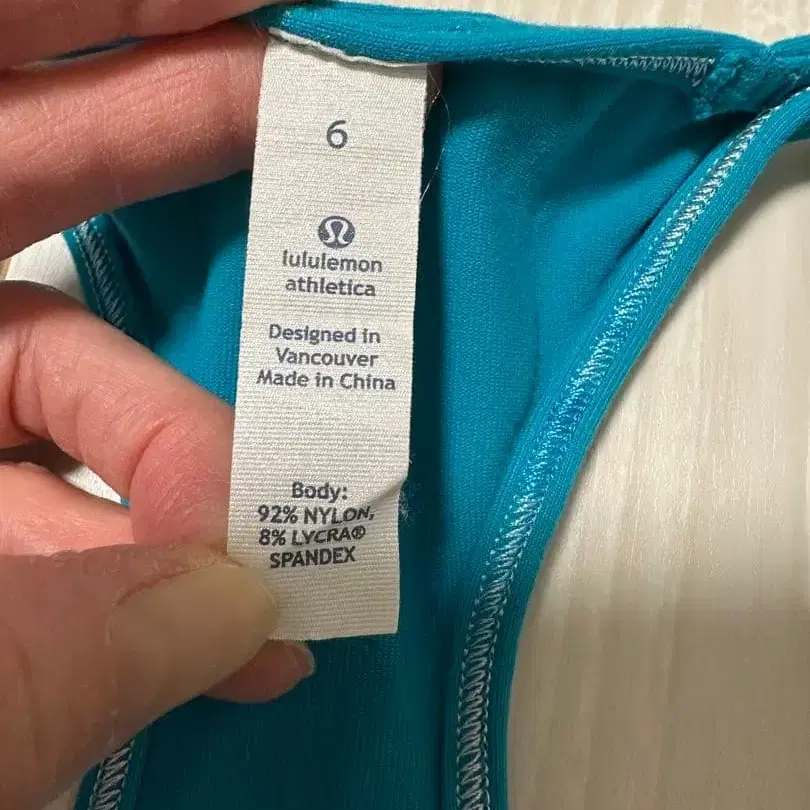 6
lululemon
athletica
Designed in
Vancouver
Made in China
Body:
92% NYLON,
8% LYCRA®
SPANDEX